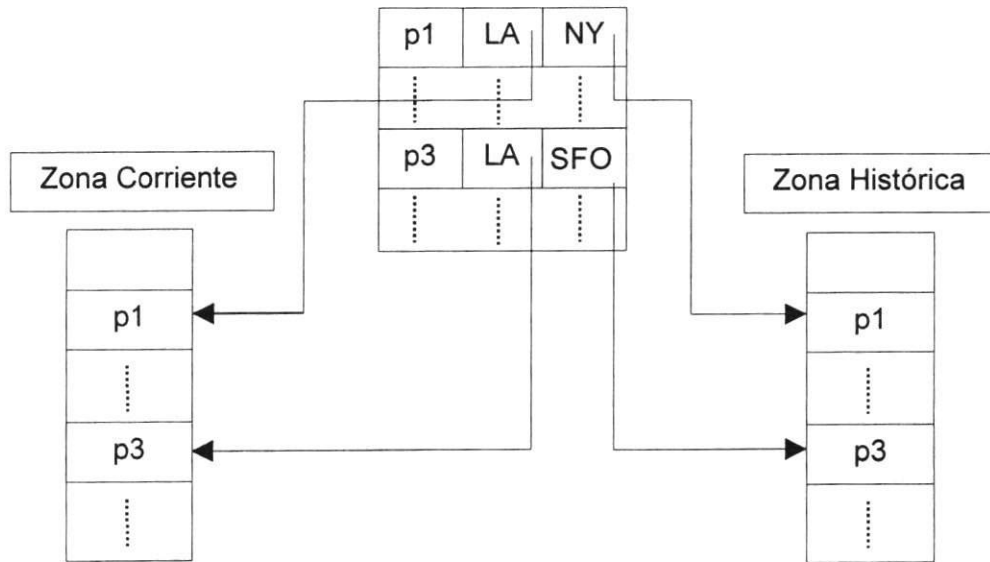 p1 LA NY
p3 LA SFO
Zona Corriente
p1
p3
Zona Histórica
p1
p3